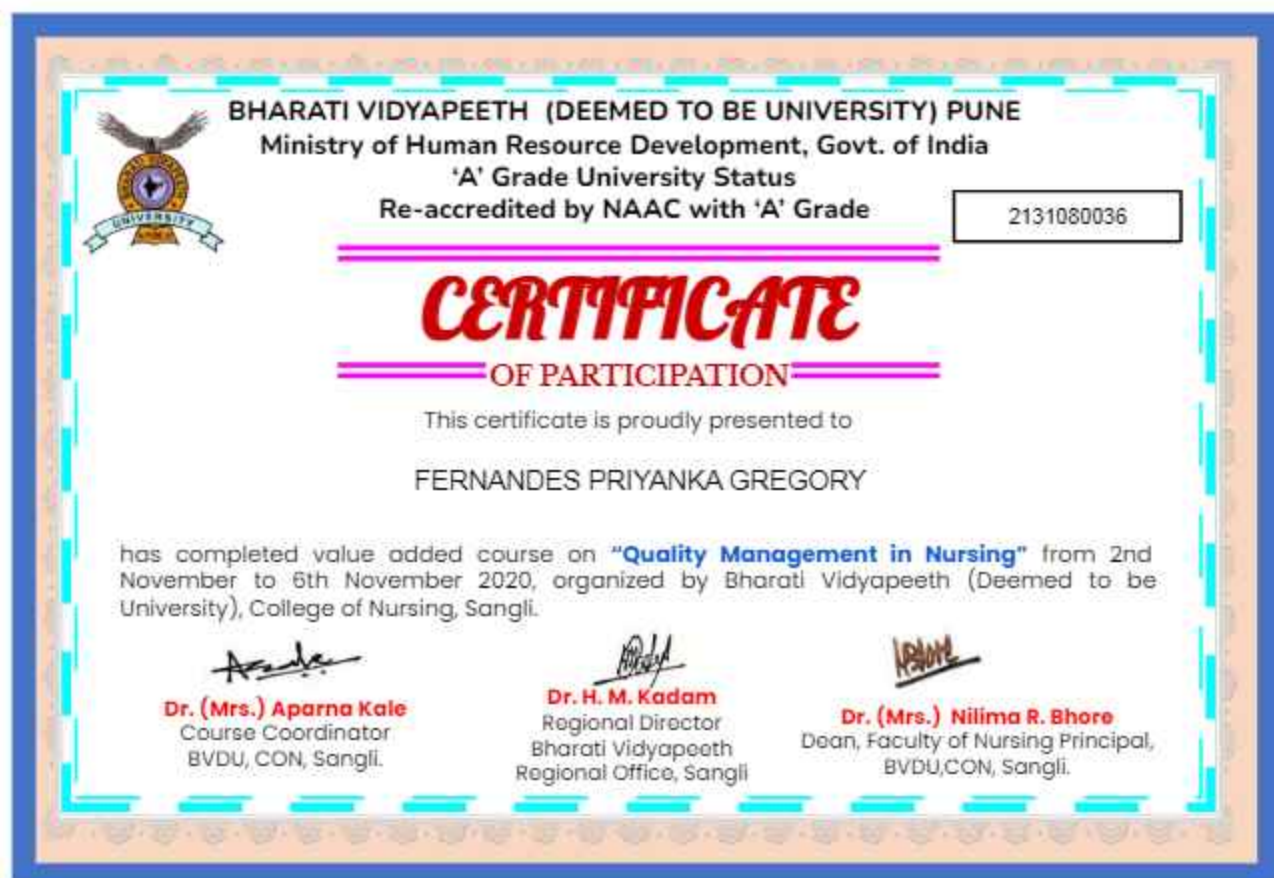 BHARATI VIDYAPEETH (DEEMED TO BE UNIVERSITY) PUNE
Ministry of Human Resource Development, Govt. of India
‘A’ Grade University Status
Re-accredited by NAAC with ‘A’ Grade
2131080036
BHARATI VIDYAPEETH
UNIVERSITY
CERTIFICATE
OF PARTICIPATION
This certificate is proudly presented to
FERNANDES PRIYANKA GREGORY
has completed value added course on “Quality Management in Nursing” from 2nd
November to 6th November 2020, organized by Bharati Vidyapeeth (Deemed to be
University), College of Nursing, Sangli.
Dr. (Mrs.) Aparna Kale
Course Coordinator
BVDU, CON, Sangli.
Dr. H. M. Kadam
Regional Director
Bharati Vidyapeeth
Regional Office, Sangli
Dr. (Mrs.) Nilima R. Bhore
Dean, Faculty of Nursing Principal,
BVDU,CON, Sangli.